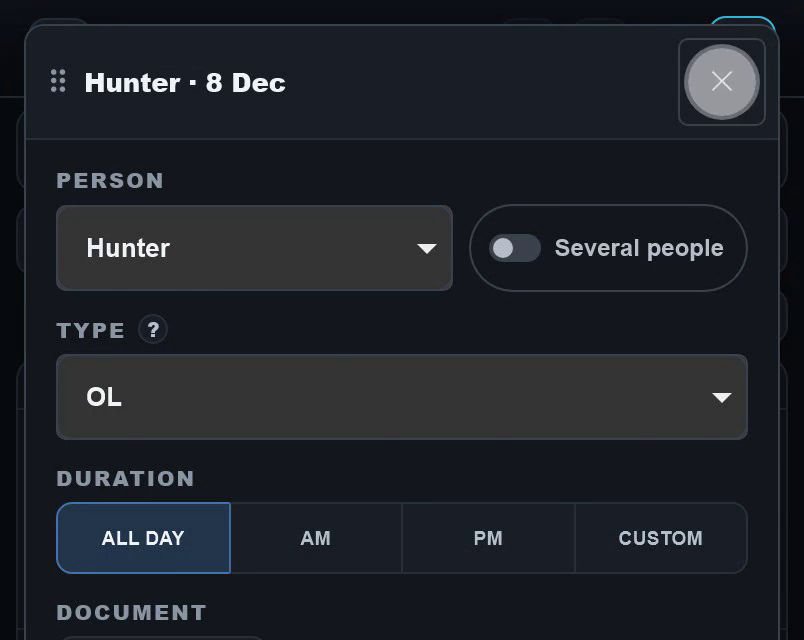 Hunter · 8 Dec
PERSON
Hunter
Several people
TYPE ?
OL
DURATION
ALL DAY AM PM CUSTOM
DOCUMENT